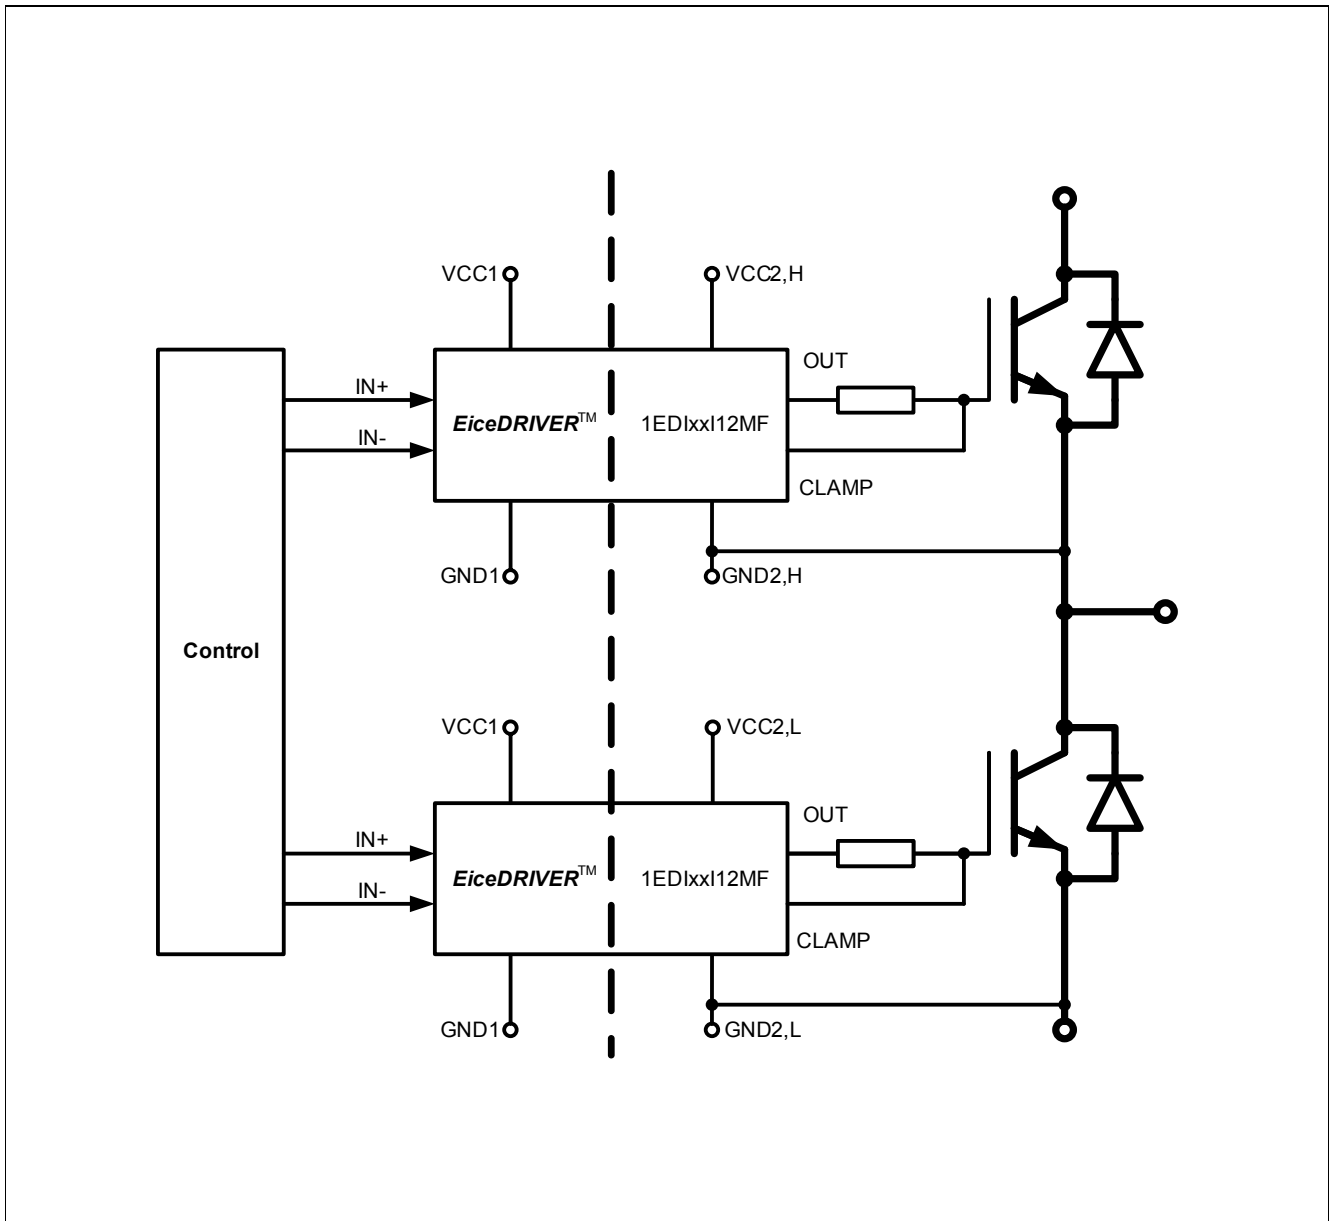 VCC1
VCC2,H
OUT
IN+
EiceDRIVER™
1EDIxxI12MF
IN-
CLAMP
GND1
GND2,H
Control
VCC1
VCC2,L
OUT
IN+
EiceDRIVER™
1EDIxxI12MF
IN-
CLAMP
GND1
GND2,L